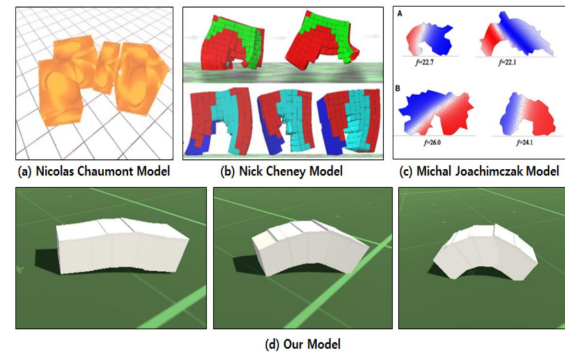 A
f=22.7 f=22.1
B
f=26.0 f=24.1
(a) Nicolas Chaumont Model (b) Nick Cheney Model (c) Michal Joachimczak Model
(d) Our Model